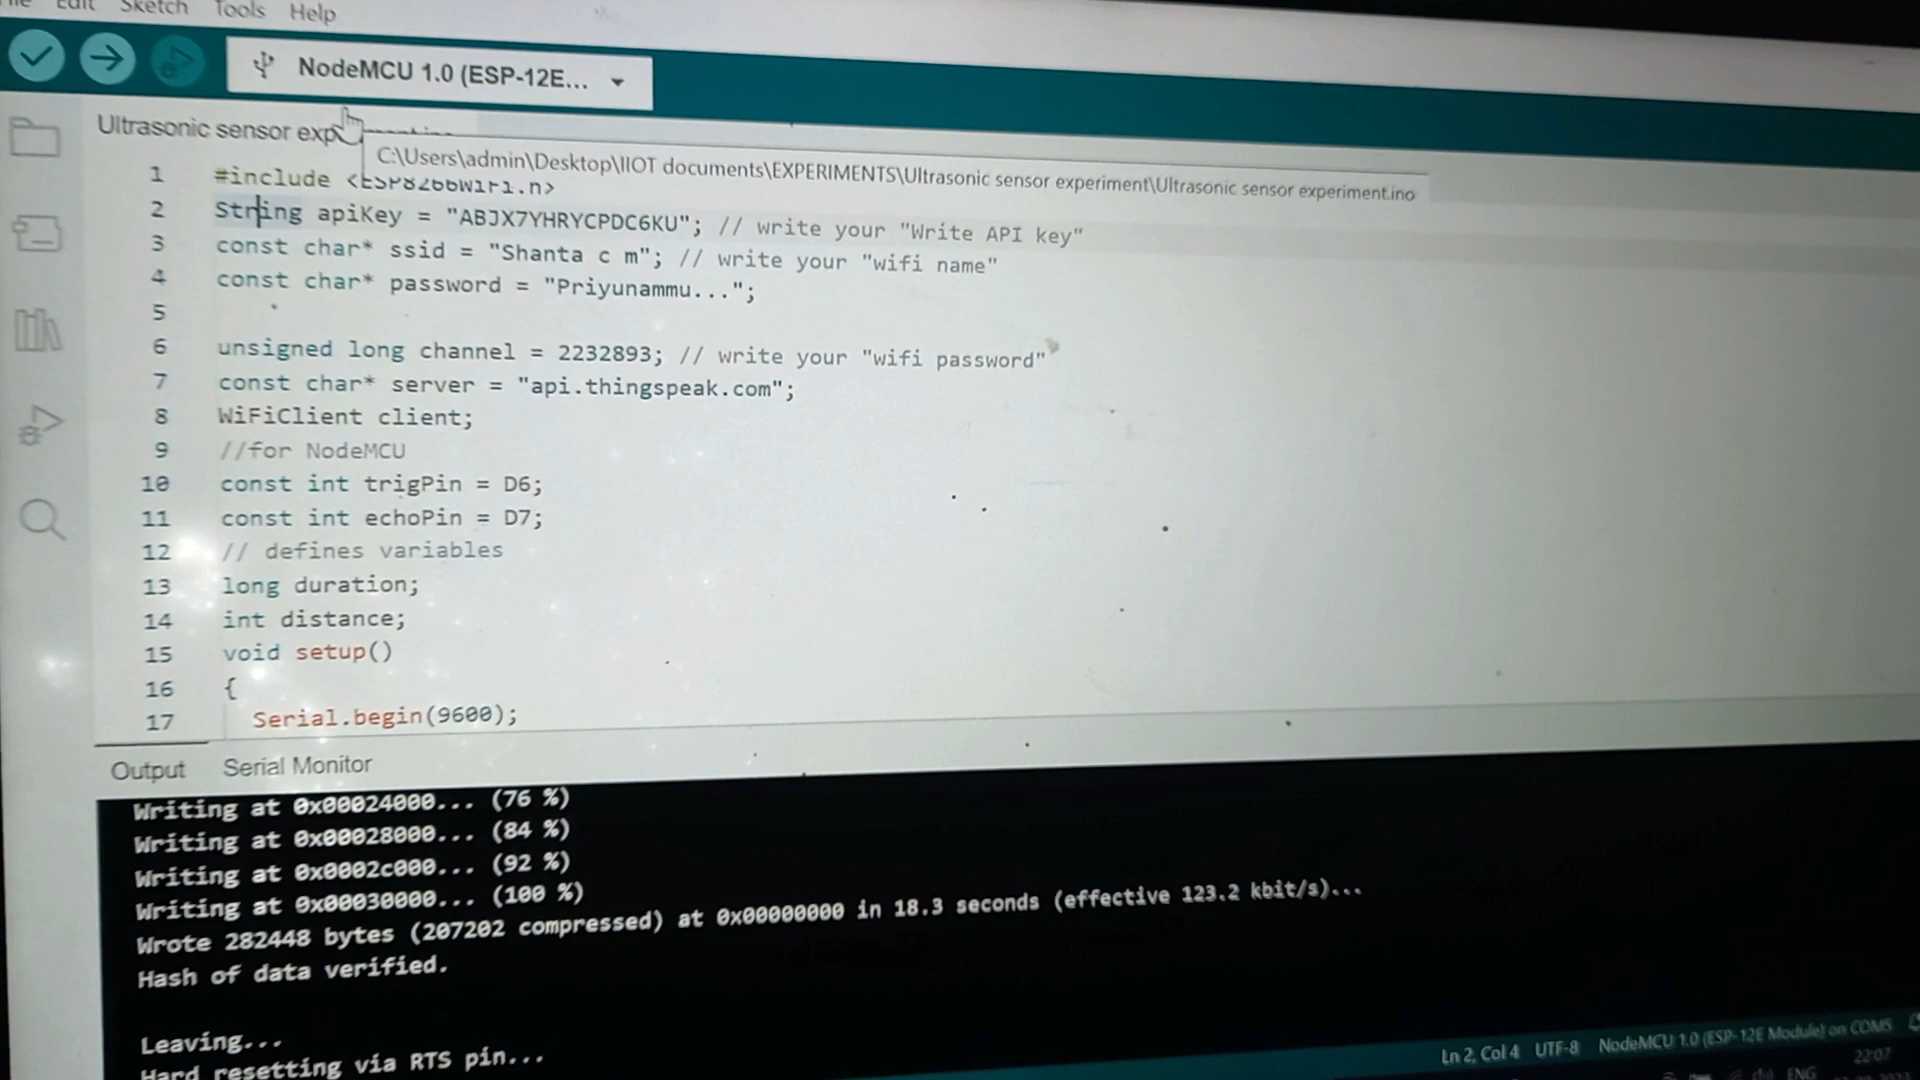 Edit Sketch Tools Help
NodeMCU 1.0 (ESP-12E...
Ultrasonic sensor exp
C:\Users\admin\Desktop\IIOT documents\EXPERIMENTS\Ultrasonic sensor experiment\Ultrasonic sensor experiment.ino
1 #include <ESP8266WiFi.h>
2 String apiKey = "ABJX7YHRYCPDC6KU"; // write your "Write API key"
3 const char* ssid = "Shanta c m"; // write your "wifi name"
4 const char* password = "Priyunammu...";
5
6 unsigned long channel = 2232893; // write your "wifi password"
7 const char* server = "api.thingspeak.com";
8 WiFiClient client;
9 //for NodeMCU
10 const int trigPin = D6;
11 const int echoPin = D7;
12 // defines variables
13 long duration;
14 int distance;
15 void setup()
16 {
17 Serial.begin(9600);
Output Serial Monitor
Writing at 0x00024000... (76 %)
Writing at 0x00028000... (84 %)
Writing at 0x0002c000... (92 %)
Writing at 0x00030000... (100 %)
Wrote 282448 bytes (207202 compressed) at 0x00000000 in 18.3 seconds (effective 123.2 kbit/s)...
Hash of data verified.
Leaving...
Hard resetting via RTS pin...
Ln 2, Col 4 UTF-8 NodeMCU 1.0 (ESP-12E Module) on COM5
22:07
ENG